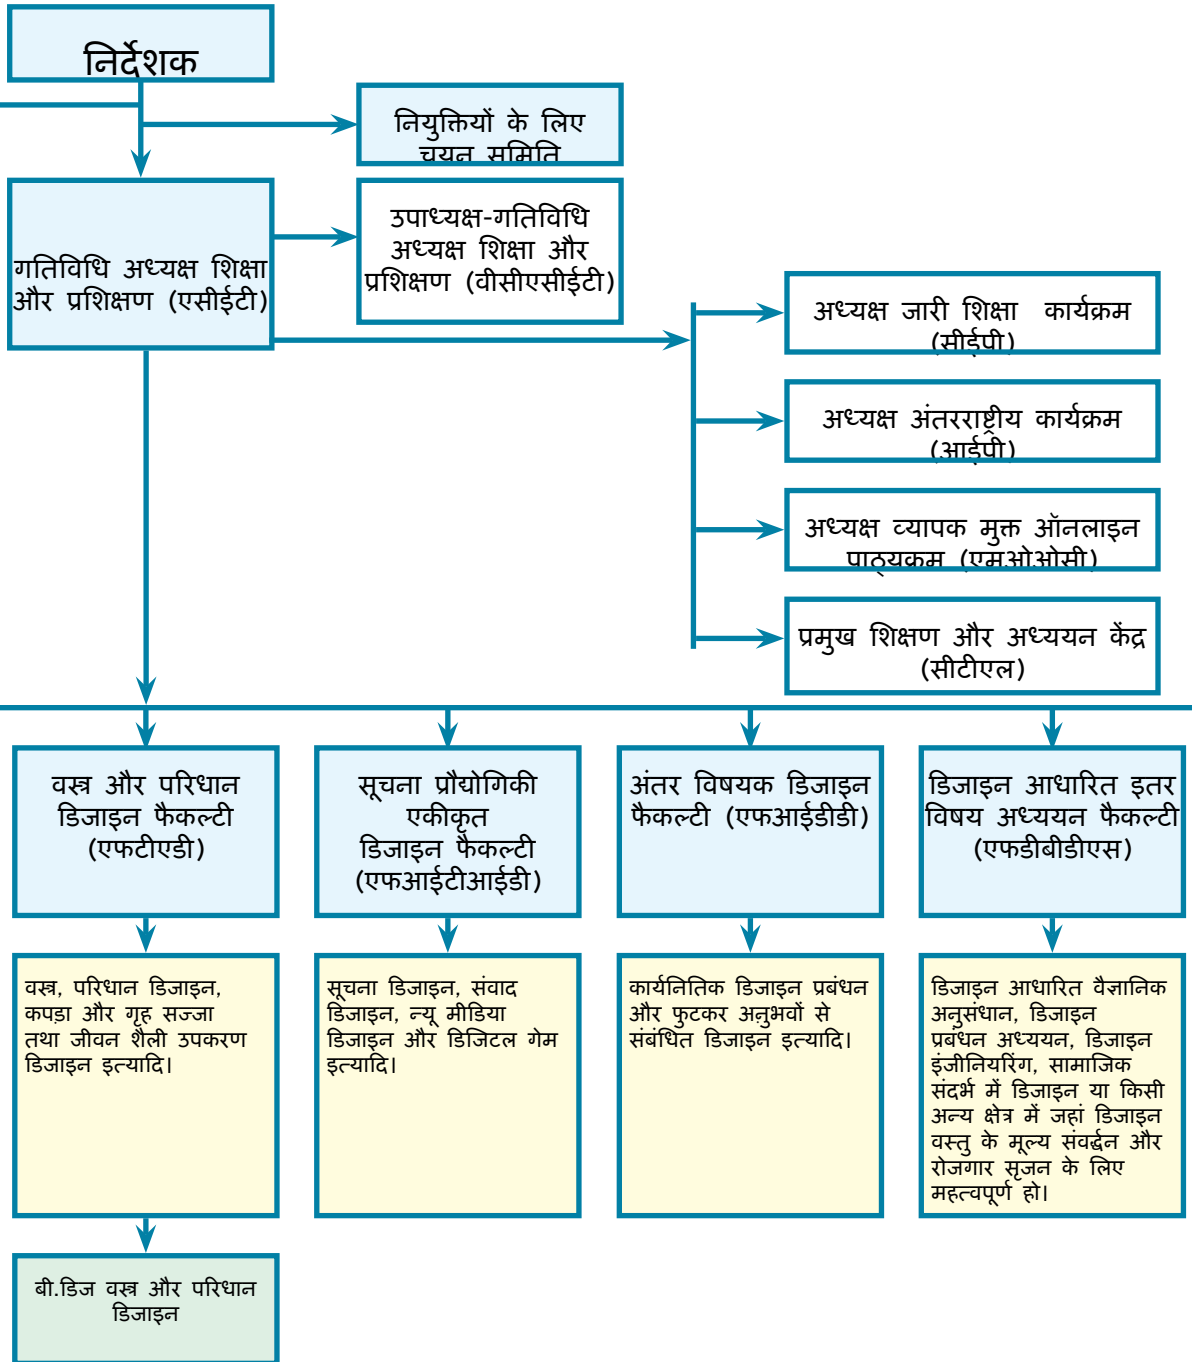 निर्देशक
नियुक्तियों के लिए
चयन समिति
गतिविधि अध्यक्ष शिक्षा
और प्रशिक्षण (एसीईटी)
उपाध्यक्ष-गतिविधि
अध्यक्ष शिक्षा और
प्रशिक्षण (वीसीएसीईटी)
अध्यक्ष जारी शिक्षा कार्यक्रम
(सीईपी)
अध्यक्ष अंतरराष्ट्रीय कार्यक्रम
(आईपी)
अध्यक्ष व्यापक मुक्त ऑनलाइन
पाठ्यक्रम (एमओओसी)
प्रमुख शिक्षण और अध्ययन केंद्र
(सीटीएल)
वस्त्र और परिधान
डिजाइन फैकल्टी
(एफटीएडी)
सूचना प्रौद्योगिकी
एकीकृत
डिजाइन फैकल्टी
(एफआईटीआईडी)
अंतर विषयक डिजाइन
फैकल्टी (एफआईडीडी)
डिजाइन आधारित इतर
विषय अध्ययन फैकल्टी
(एफडीबीडीएस)
वस्त्र, परिधान डिजाइन,
कपड़ा और गृह सज्जा
तथा जीवन शैली उपकरण
डिजाइन इत्यादि।
सूचना डिजाइन, संवाद
डिजाइन, न्यू मीडिया
डिजाइन और डिजिटल गेम
इत्यादि।
कार्यनितिक डिजाइन प्रबंधन
और फुटकर अनुभवों से
संबंधित डिजाइन इत्यादि।
डिजाइन आधारित वैज्ञानिक
अनुसंधान, डिजाइन
प्रबंधन अध्ययन, डिजाइन
इंजीनियरिंग, सामाजिक
संदर्भ में डिजाइन या किसी
अन्य क्षेत्र में जहां डिजाइन
वस्तु के मूल्य संवर्द्धन और
रोजगार सृजन के लिए
महत्वपूर्ण हो।
बी.डिज वस्त्र और परिधान
डिजाइन